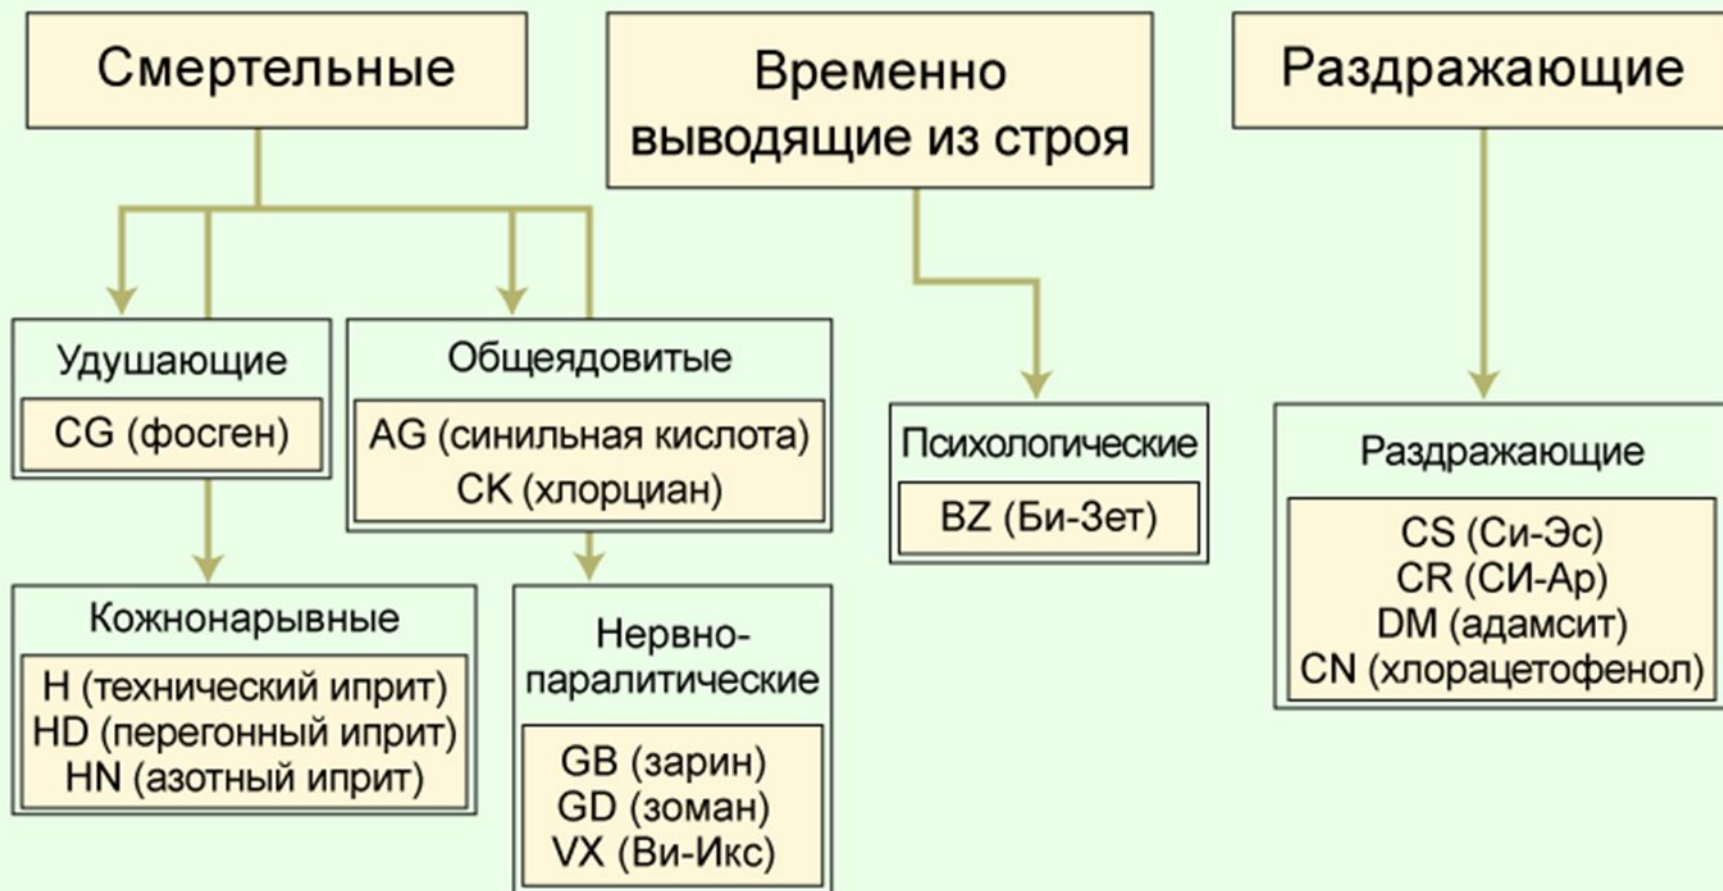 Смертельные
Временно
выводящие из строя
Раздражающие
Удушающие
CG (фосген)
Общеядовитые
AG (синильная кислота)
CK (хлорциан)
Психологические
BZ (Би-Зет)
Раздражающие
CS (Си-Эс)
CR (СИ-Ар)
DM (адамсит)
CN (хлорацетофенол)
Кожнонарывные
H (технический иприт)
HD (перегонный иприт)
HN (азотный иприт)
Нервно-
паралитические
GB (зарин)
GD (зоман)
VX (Ви-Икс)